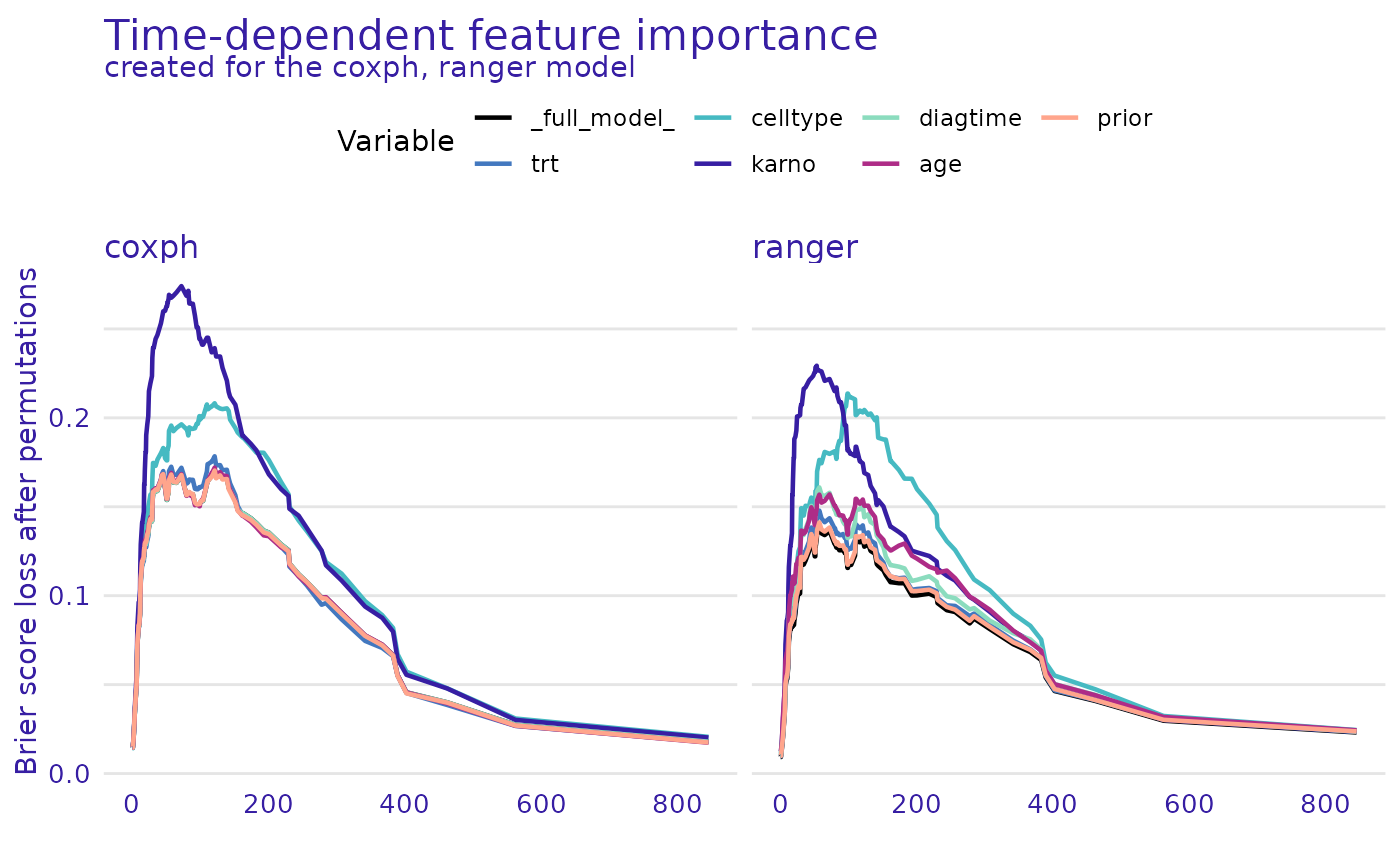 Time-dependent feature importance
created for the coxph, ranger model
Variable
_full_model_ celltype diagtime prior
trt karno age
coxph ranger
Brier score loss after permutations
0.2
0.1
0.0
0 200 400 600 800 0 200 400 600 800